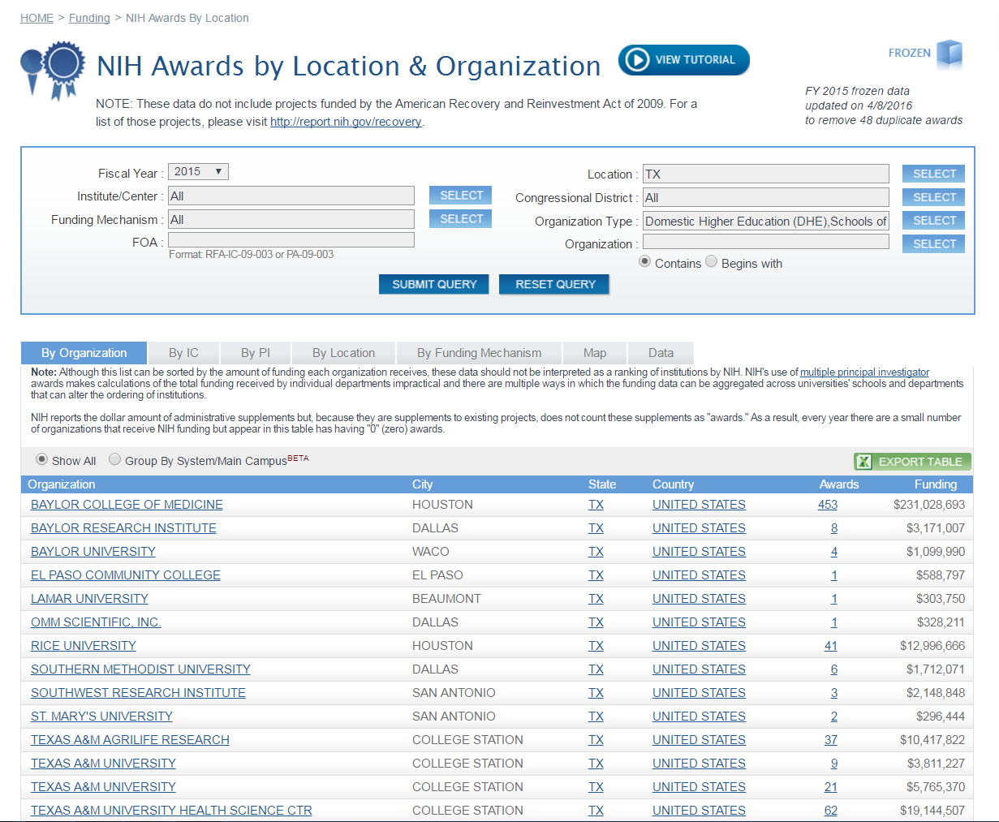 HOME > Funding > NIH Awards By Location
NIH Awards by Location & Organization
VIEW TUTORIAL
FROZEN
NOTE: These data do not include projects funded by the American Recovery and Reinvestment Act of 2009. For a
list of those projects, please visit http://report.nih.gov/recovery.
FY 2015 frozen data
updated on 4/8/2016
to remove 48 duplicate awards
Fiscal Year : 2015
Institute/Center : All SELECT
Funding Mechanism : All SELECT
FOA :
Format: RFA-IC-09-003 or PA-09-003
Location : TX SELECT
Congressional District : All SELECT
Organization Type : Domestic Higher Education (DHE),Schools of SELECT
Organization : SELECT
Contains Begins with
SUBMIT QUERY RESET QUERY
By Organization By IC By PI By Location By Funding Mechanism Map Data
Note: Although this list can be sorted by the amount of funding each organization receives, these data should not be interpreted as a ranking of institutions by NIH. NIH's use of multiple principal investigator
awards makes calculations of the total funding received by individual departments impractical and there are multiple ways in which the funding data can be aggregated across universities' schools and departments
that can alter the ordering of institutions.
NIH reports the dollar amount of administrative supplements but, because they are supplements to existing projects, does not count these supplements as "awards." As a result, every year there are a small number
of organizations that receive NIH funding but appear in this table has having "0" (zero) awards.
Show All Group By System/Main Campus BETA EXPORT TABLE
Organization City State Country Awards Funding
BAYLOR COLLEGE OF MEDICINE HOUSTON TX UNITED STATES 453 $231,028,693
BAYLOR RESEARCH INSTITUTE DALLAS TX UNITED STATES 8 $3,171,007
BAYLOR UNIVERSITY WACO TX UNITED STATES 4 $1,099,990
EL PASO COMMUNITY COLLEGE EL PASO TX UNITED STATES 1 $588,797
LAMAR UNIVERSITY BEAUMONT TX UNITED STATES 1 $303,750
OMM SCIENTIFIC, INC. DALLAS TX UNITED STATES 1 $328,211
RICE UNIVERSITY HOUSTON TX UNITED STATES 41 $12,996,666
SOUTHERN METHODIST UNIVERSITY DALLAS TX UNITED STATES 6 $1,712,071
SOUTHWEST RESEARCH INSTITUTE SAN ANTONIO TX UNITED STATES 3 $2,148,848
ST. MARY'S UNIVERSITY SAN ANTONIO TX UNITED STATES 2 $296,444
TEXAS A&M AGRILIFE RESEARCH COLLEGE STATION TX UNITED STATES 37 $10,417,822
TEXAS A&M UNIVERSITY COLLEGE STATION TX UNITED STATES 9 $3,811,227
TEXAS A&M UNIVERSITY COLLEGE STATION TX UNITED STATES 21 $5,765,370
TEXAS A&M UNIVERSITY HEALTH SCIENCE CTR COLLEGE STATION TX UNITED STATES 62 $19,144,507